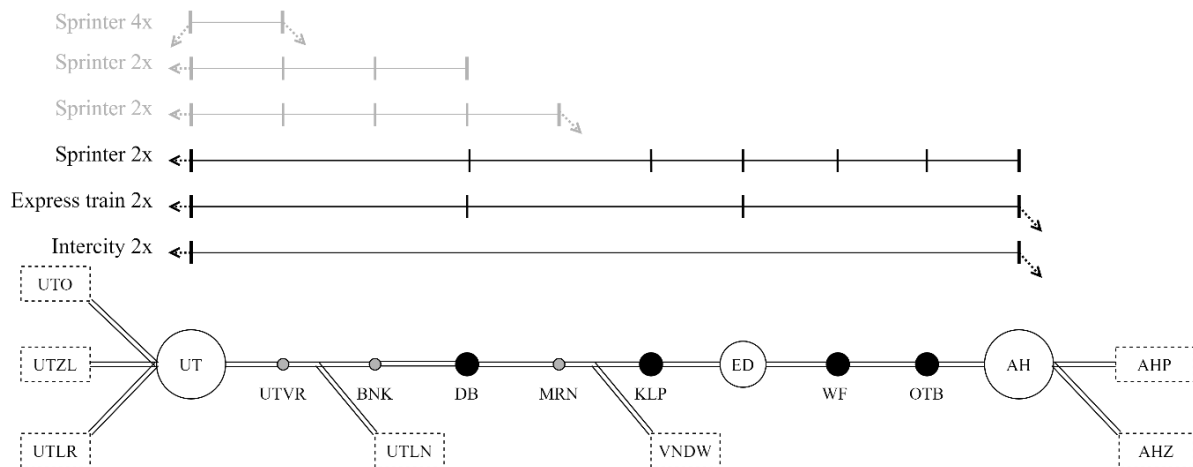 Sprinter 4x
Sprinter 2x
Sprinter 2x
Sprinter 2x
Express train 2x
Intercity 2x
UTO
UTZL UT ED AH AHP
UTVR BNK DB MRN KLP WF OTB
UTLR UTLN VNDW AHZ